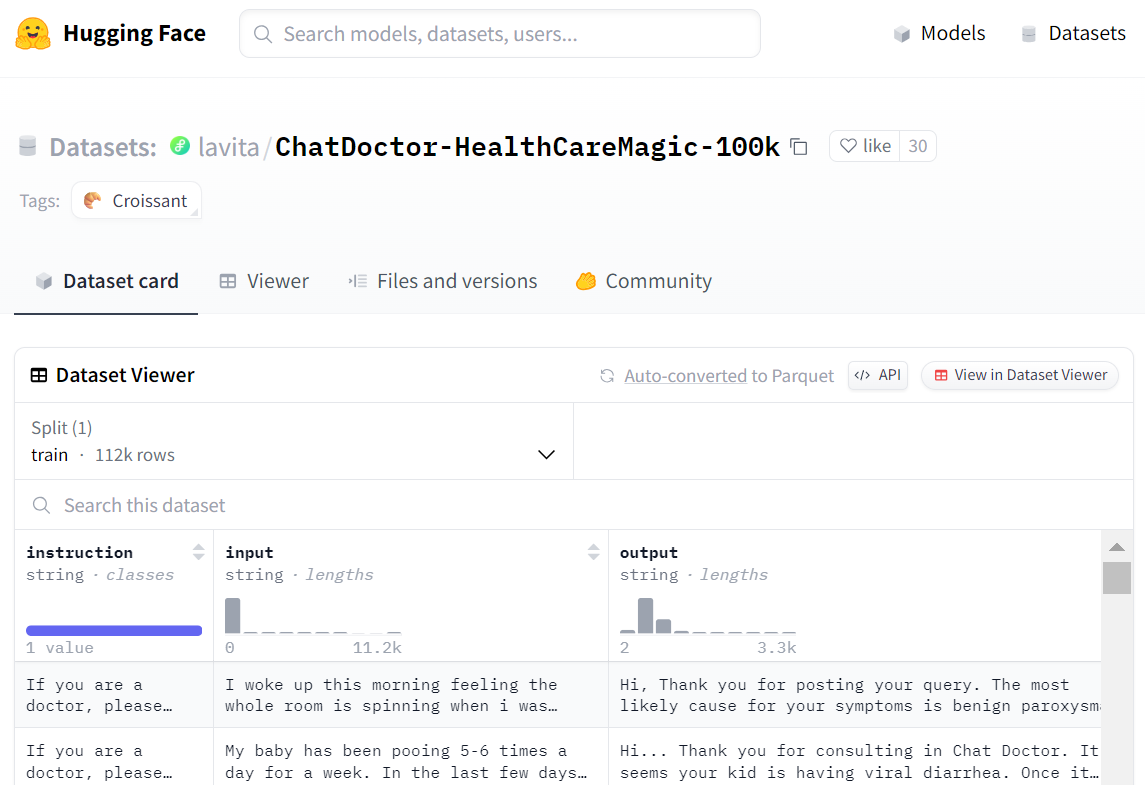 Hugging Face
Search models, datasets, users...
Models
Datasets
Datasets: lavita/ChatDoctor-HealthCareMagic-100k
like 30
Tags: Croissant
Dataset card
Viewer
Files and versions
Community
Dataset Viewer
Auto-converted to Parquet
</> API
View in Dataset Viewer
Split (1)
train · 112k rows
Search this dataset
instruction
string · classes
1 value
input
string · lengths
0 11.2k
output
string · lengths
2 3.3k
If you are a
doctor, please…
I woke up this morning feeling the
whole room is spinning when i was…
Hi, Thank you for posting your query. The most
likely cause for your symptoms is benign paroxysm
If you are a
doctor, please…
My baby has been pooing 5-6 times a
day for a week. In the last few days…
Hi... Thank you for consulting in Chat Doctor. It
seems your kid is having viral diarrhea. Once it…